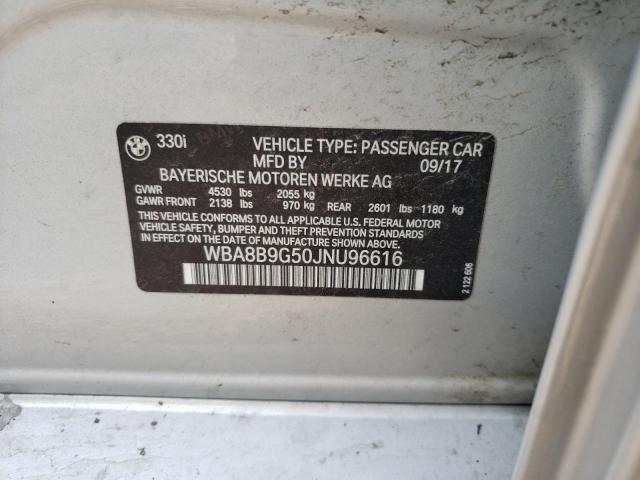 330i VEHICLE TYPE: PASSENGER CAR
MFD BY 09/17
BAYERISCHE MOTOREN WERKE AG
GVWR 4530 lbs 2055 kg
GAWR FRONT 2138 lbs 970 kg REAR 2601 lbs 1180 kg
THIS VEHICLE CONFORMS TO ALL APPLICABLE U.S. FEDERAL MOTOR
VEHICLE SAFETY, BUMPER AND THEFT PREVENTION STANDARDS
IN EFFECT ON THE DATE OF MANUFACTURE SHOWN ABOVE.
WBA8B9G50JNU96616
2 122 606